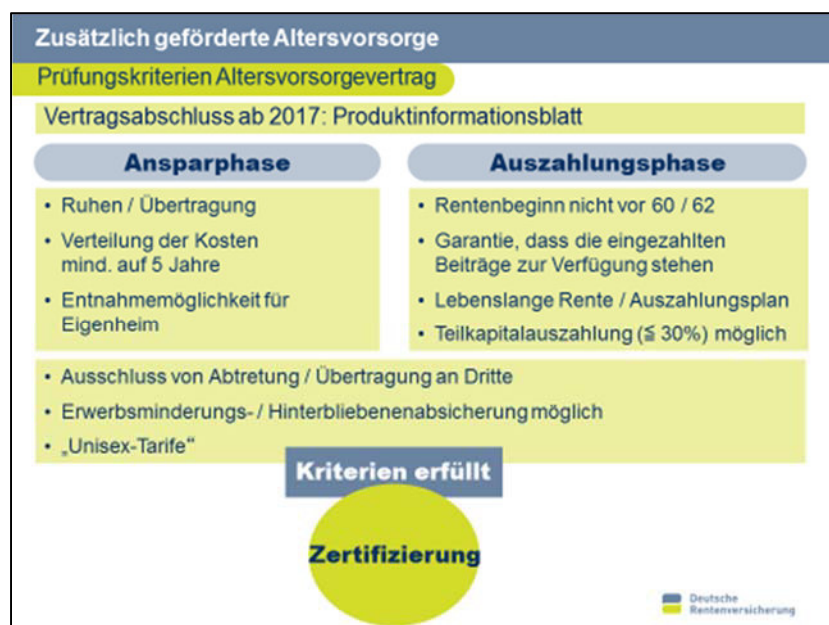 Zusätzlich geförderte Altersvorsorge
Prüfungskriterien Altersvorsorgevertrag
Vertragsabschluss ab 2017: Produktinformationsblatt
Ansparphase
• Ruhen / Übertragung
• Verteilung der Kosten
mind. auf 5 Jahre
• Entnahmemöglichkeit für
Eigenheim
Auszahlungsphase
• Rentenbeginn nicht vor 60 / 62
• Garantie, dass die eingezahlten
Beiträge zur Verfügung stehen
• Lebenslange Rente / Auszahlungsplan
• Teilkapitalauszahlung (≦ 30%) möglich
• Ausschluss von Abtretung / Übertragung an Dritte
• Erwerbsminderungs- / Hinterbliebenenabsicherung möglich
• „Unisex-Tarife“
Kriterien erfüllt
Zertifizierung
Deutsche
Rentenversicherung